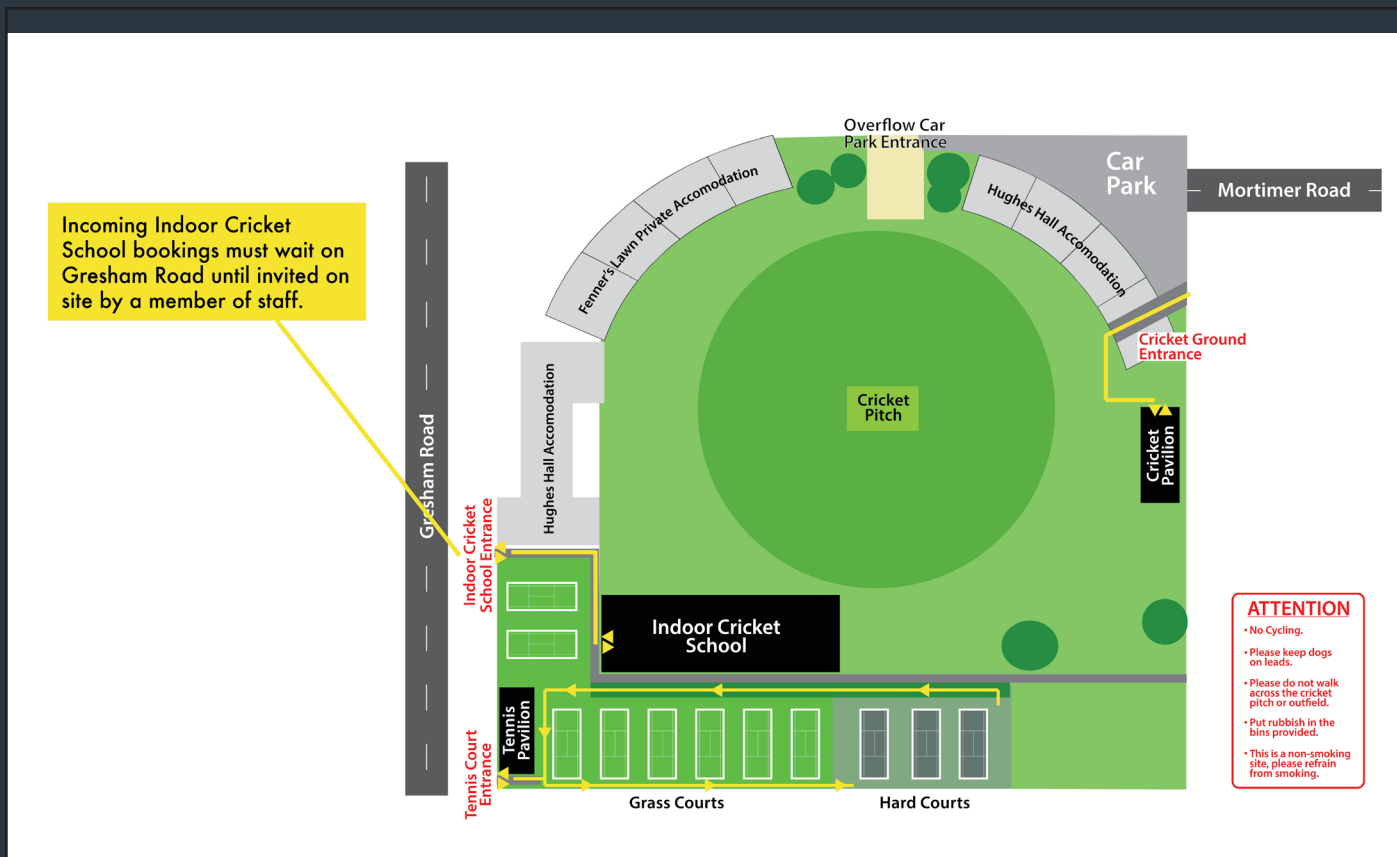 Overflow Car
Park Entrance
Car
Park
Mortimer Road
Fenner's Lawn Private Accomodation
Hughes Hall Accomodation
Incoming Indoor Cricket
School bookings must wait on
Gresham Road until invited on
site by a member of staff.
Cricket Ground
Entrance
Cricket
Pitch
Cricket
Pavilion
Gresham Road
Hughes Hall Accomodation
Indoor Cricket
School Entrance
Indoor Cricket
School
Tennis
Pavilion
Tennis Court
Entrance
Grass Courts
Hard Courts
ATTENTION
• No Cycling.
• Please keep dogs
on leads.
• Please do not walk
across the cricket
pitch or outfield.
• Put rubbish in the
bins provided.
• This is a non-smoking
site, please refrain
from smoking.